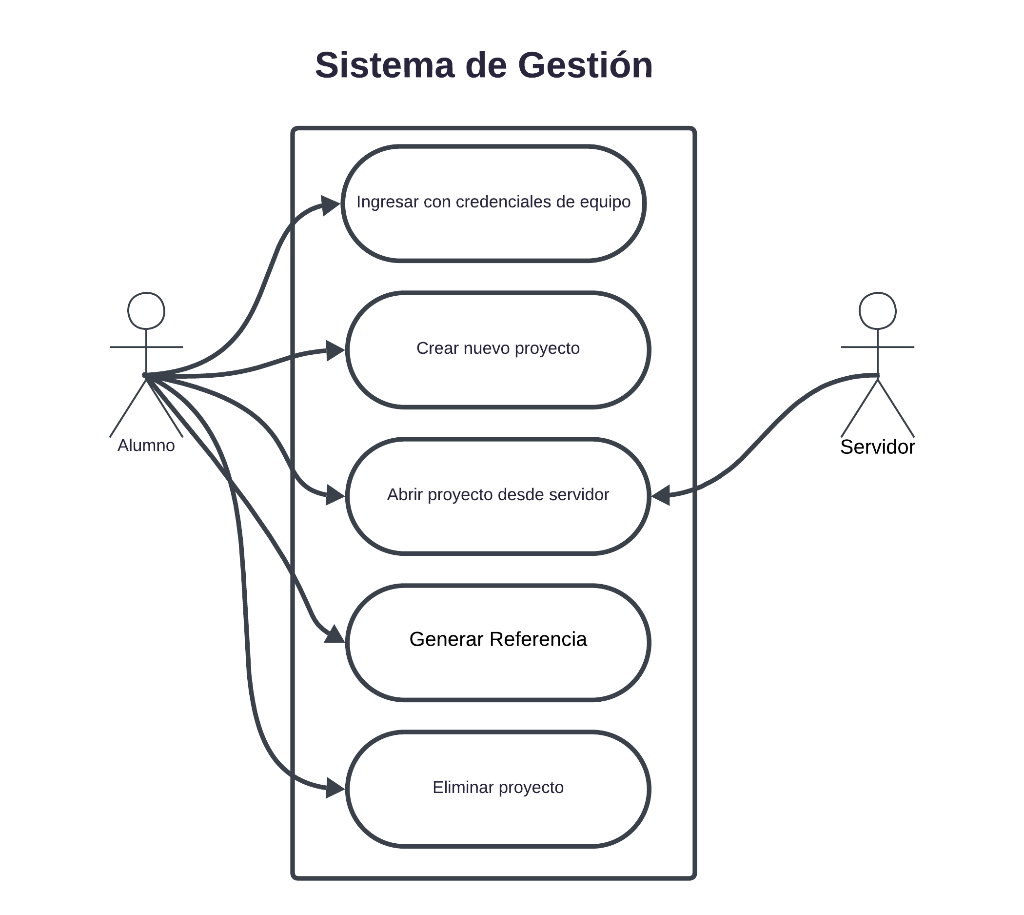 Sistema de Gestión
Ingresar con credenciales de equipo
Crear nuevo proyecto
Alumno
Servidor
Abrir proyecto desde servidor
Generar Referencia
Eliminar proyecto